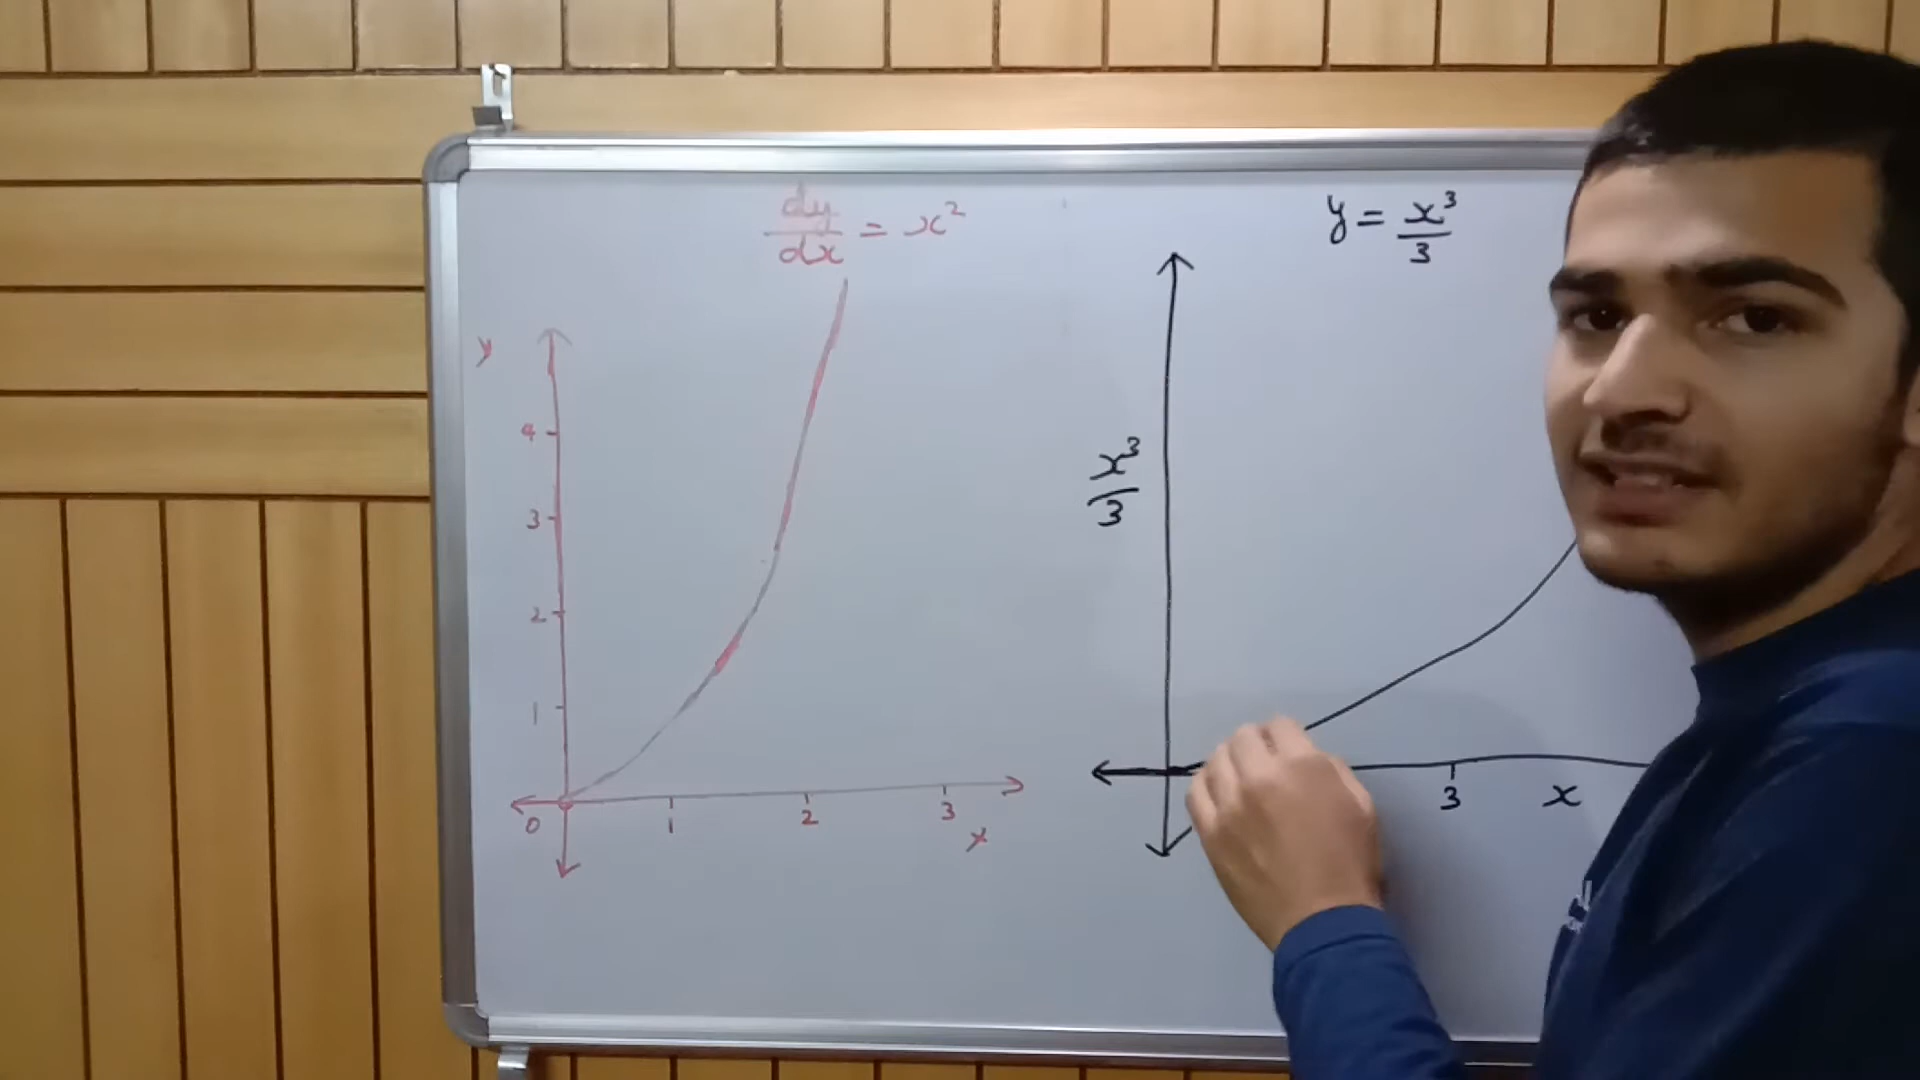 dy/dx = x²
y
4
3
2
1
0
1
2
3
x
y = x³/3
x³/3
3
x